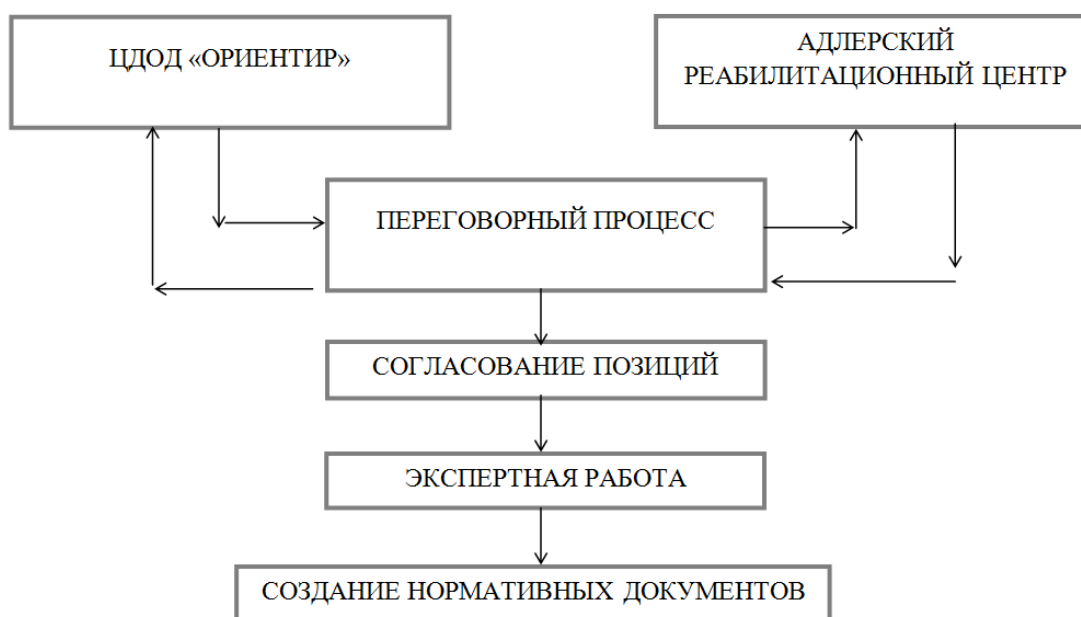 ЦДОД «ОРИЕНТИР»
АДЛЕРСКИЙ
РЕАБИЛИТАЦИОННЫЙ ЦЕНТР
ПЕРЕГОВОРНЫЙ ПРОЦЕСС
СОГЛАСОВАНИЕ ПОЗИЦИЙ
ЭКСПЕРТНАЯ РАБОТА
СОЗДАНИЕ НОРМАТИВНЫХ ДОКУМЕНТОВ